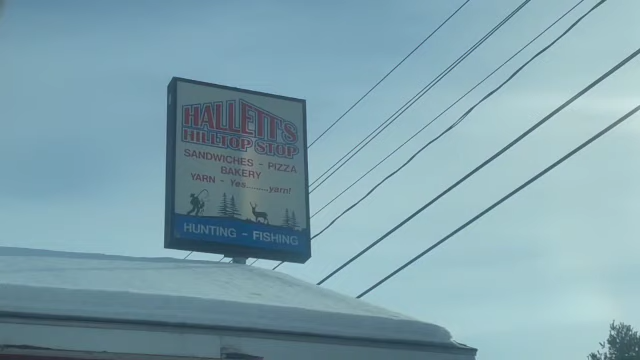 HALLETT'S
HILLTOP STOP
SANDWICHES - PIZZA
BAKERY
YARN - Yes.........yarn!
HUNTING - FISHING